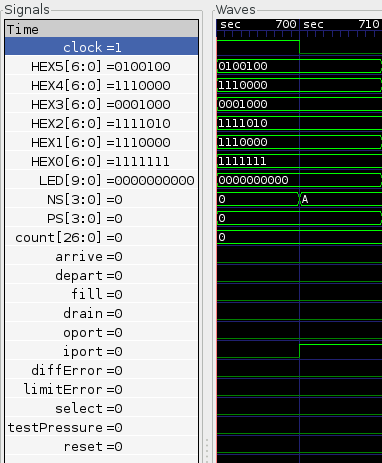 Signals
Waves
Time
sec 700 sec 710
clock =1
HEX5[6:0] =0100100 0100100
HEX4[6:0] =1110000 1110000
HEX3[6:0] =0001000 0001000
HEX2[6:0] =1111010 1111010
HEX1[6:0] =1110000 1110000
HEX0[6:0] =1111111 1111111
LED[9:0] =0000000000 0000000000
NS[3:0] =0 0 A
PS[3:0] =0 0
count[26:0] =0 0
arrive =0
depart =0
fill =0
drain =0
oport =0
iport =0
diffError =0
limitError =0
select =0
testPressure =0
reset =0